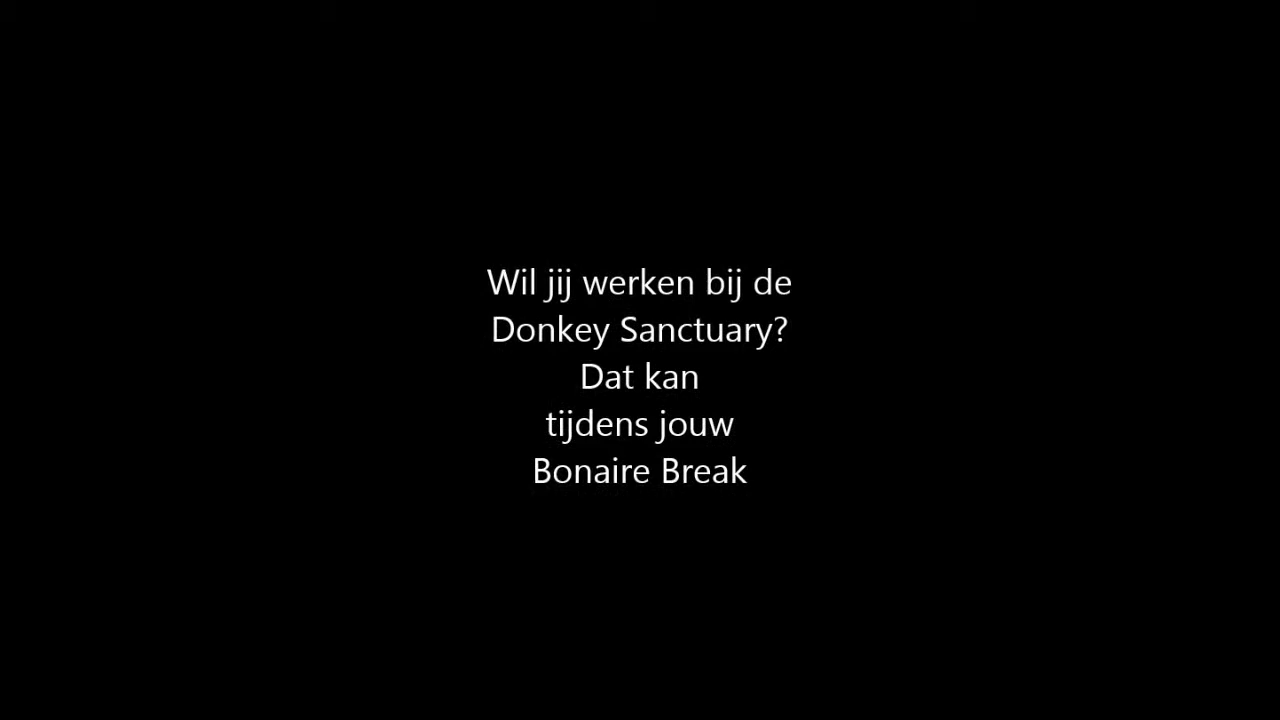 Wil jij werken bij de
Donkey Sanctuary?
Dat kan
tijdens jouw
Bonaire Break